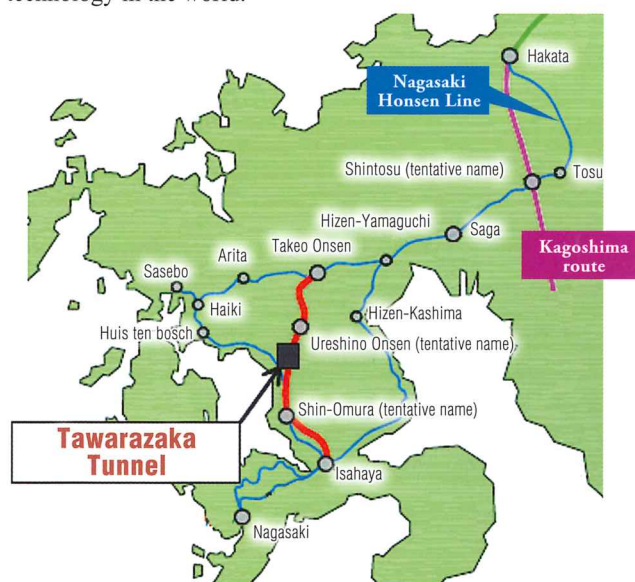 technology in the world.
Hakata
Nagasaki
Honsen Line
Shintosu (tentative name)
Tosu
Hizen-Yamaguchi
Saga
Kagoshima
route
Arita
Takeo Onsen
Sasebo
Haiki
Hizen-Kashima
Huis ten bosch
Ureshino Onsen (tentative name)
Shin-Omura (tentative name)
Tawarazaka
Tunnel
Isahaya
Nagasaki